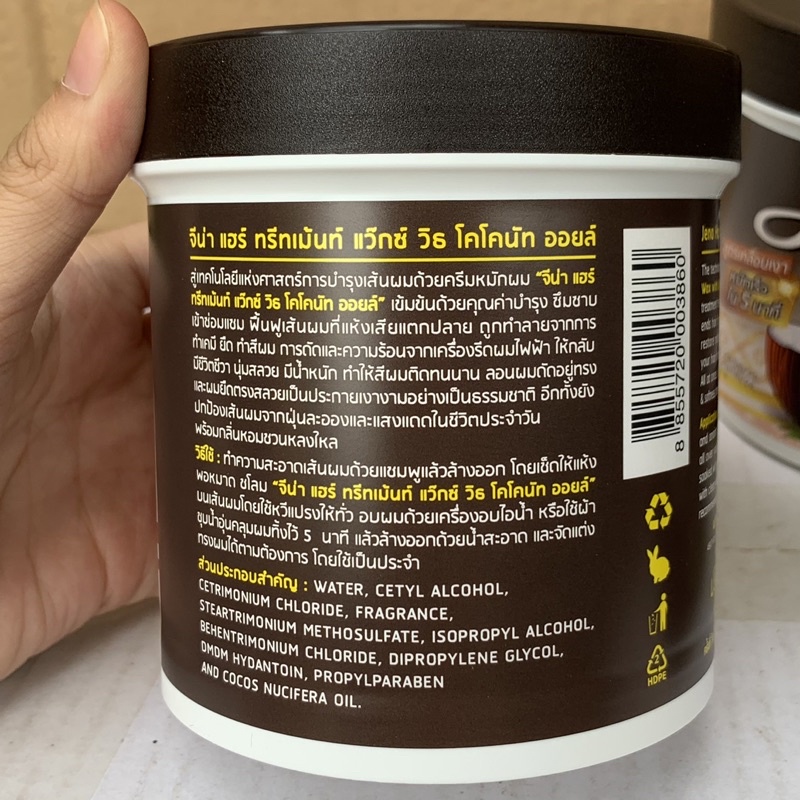 จีน่า แฮร์ ทรีทเม้นท์ แว๊กซ์ วิธ โคโคนัท ออยล์
สู่เทคโนโลยีแห่งศาสตร์การบำรุงเส้นผมด้วยครีมหมักผม “จีน่า แฮร์
ทรีทเม้นท์ แว๊กซ์ วิธ โคโคนัท ออยล์” เข้มข้นด้วยคุณค่าบำรุง ซึมซาบ
เข้าซ่อมแซม ฟื้นฟูเส้นผมที่แห้งเสียแตกปลาย ถูกทำลายจากการ
ทำเคมี ยืด ทำสีผม การดัดและความร้อนจากเครื่องรีดผมไฟฟ้า ให้กลับ
มีชีวิตชีวา นุ่มสลวย มีน้ำหนัก ทำให้สีผมติดทนนาน ลอนผมดัดอยู่ทรง
และผมยืดตรงสลวยเป็นประกายเงางามอย่างเป็นธรรมชาติ อีกทั้งยัง
ปกป้องเส้นผมจากฝุ่นละอองและแสงแดดในชีวิตประจำวัน
พร้อมกลิ่นหอมชวนหลงใหล
วิธีใช้ : ทำความสะอาดเส้นผมด้วยแชมพูแล้วล้างออก โดยเช็ดให้แห้ง
พอหมาด ชโลม “จีน่า แฮร์ ทรีทเม้นท์ แว๊กซ์ วิธ โคโคนัท ออยล์”
บนเส้นผมโดยใช้หวีแปรงให้ทั่ว อบผมด้วยเครื่องอบไอน้ำ หรือใช้ผ้า
ชุบน้ำอุ่นคลุมผมทิ้งไว้ 5 นาที แล้วล้างออกด้วยน้ำสะอาด และจัดแต่ง
ทรงผมได้ตามต้องการ โดยใช้เป็นประจำ
ส่วนประกอบสำคัญ : WATER, CETYL ALCOHOL,
CETRIMONIUM CHLORIDE, FRAGRANCE,
STEARTRIMONIUM METHOSULFATE, ISOPROPYL ALCOHOL,
BEHENTRIMONIUM CHLORIDE, DIPROPYLENE GLYCOL,
DMDM HYDANTOIN, PROPYLPARABEN
AND COCOS NUCIFERA OIL.
8 855720 003860
2
HDPE
Jena
The
Wax with
treatment